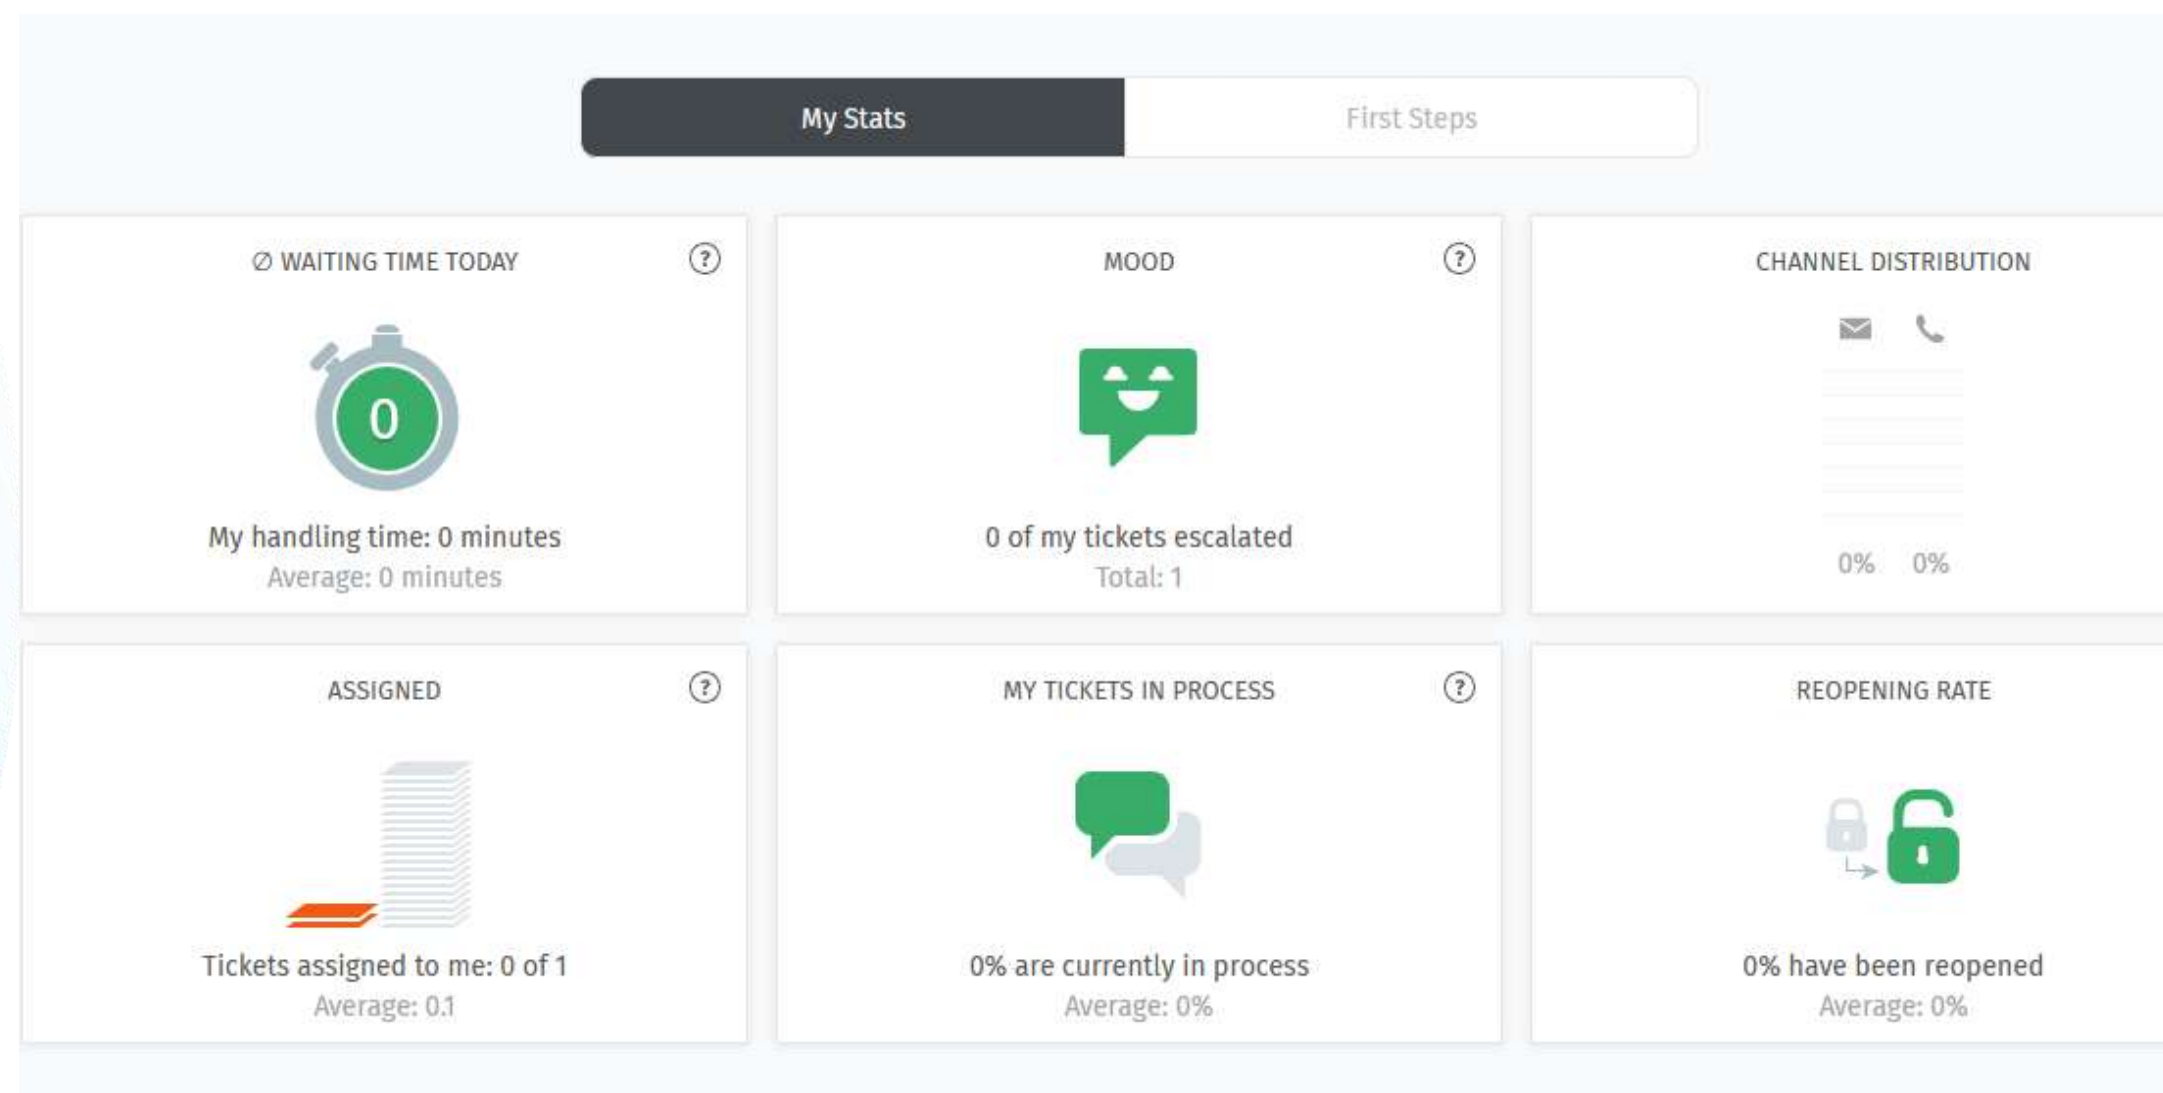 My Stats
First Steps
∅ WAITING TIME TODAY
?
0
My handling time: 0 minutes
Average: 0 minutes
MOOD
?
0 of my tickets escalated
Total: 1
CHANNEL DISTRIBUTION
0% 0%
ASSIGNED
?
Tickets assigned to me: 0 of 1
Average: 0.1
MY TICKETS IN PROCESS
?
0% are currently in process
Average: 0%
REOPENING RATE
0% have been reopened
Average: 0%